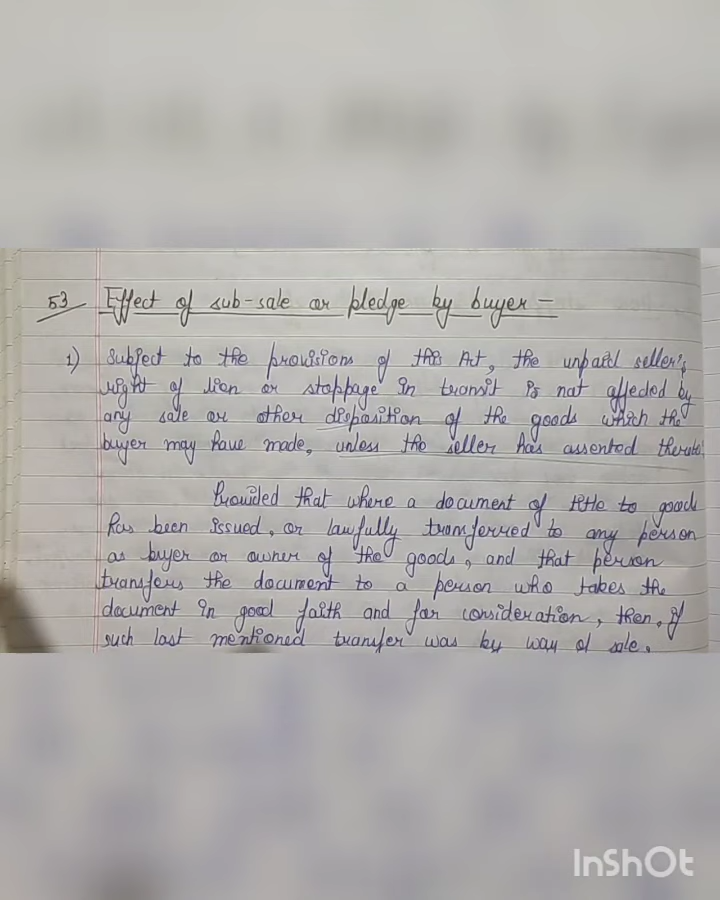 53 Effect of sub-sale or pledge by buyer -
1) Subject to the provisions of this Act, the unpaid seller's
right of lien or stoppage in transit is not affected by
any sale or other disposition of the goods which the
buyer may have made, unless the seller has assented thereto.
Provided that where a document of title to goods
has been issued, or lawfully transferred to any person
as buyer or owner of the goods, and that person
transfers the document to a person who takes the
document in good faith and for consideration, then, if
such last mentioned transfer was by way of sale,
InShOt